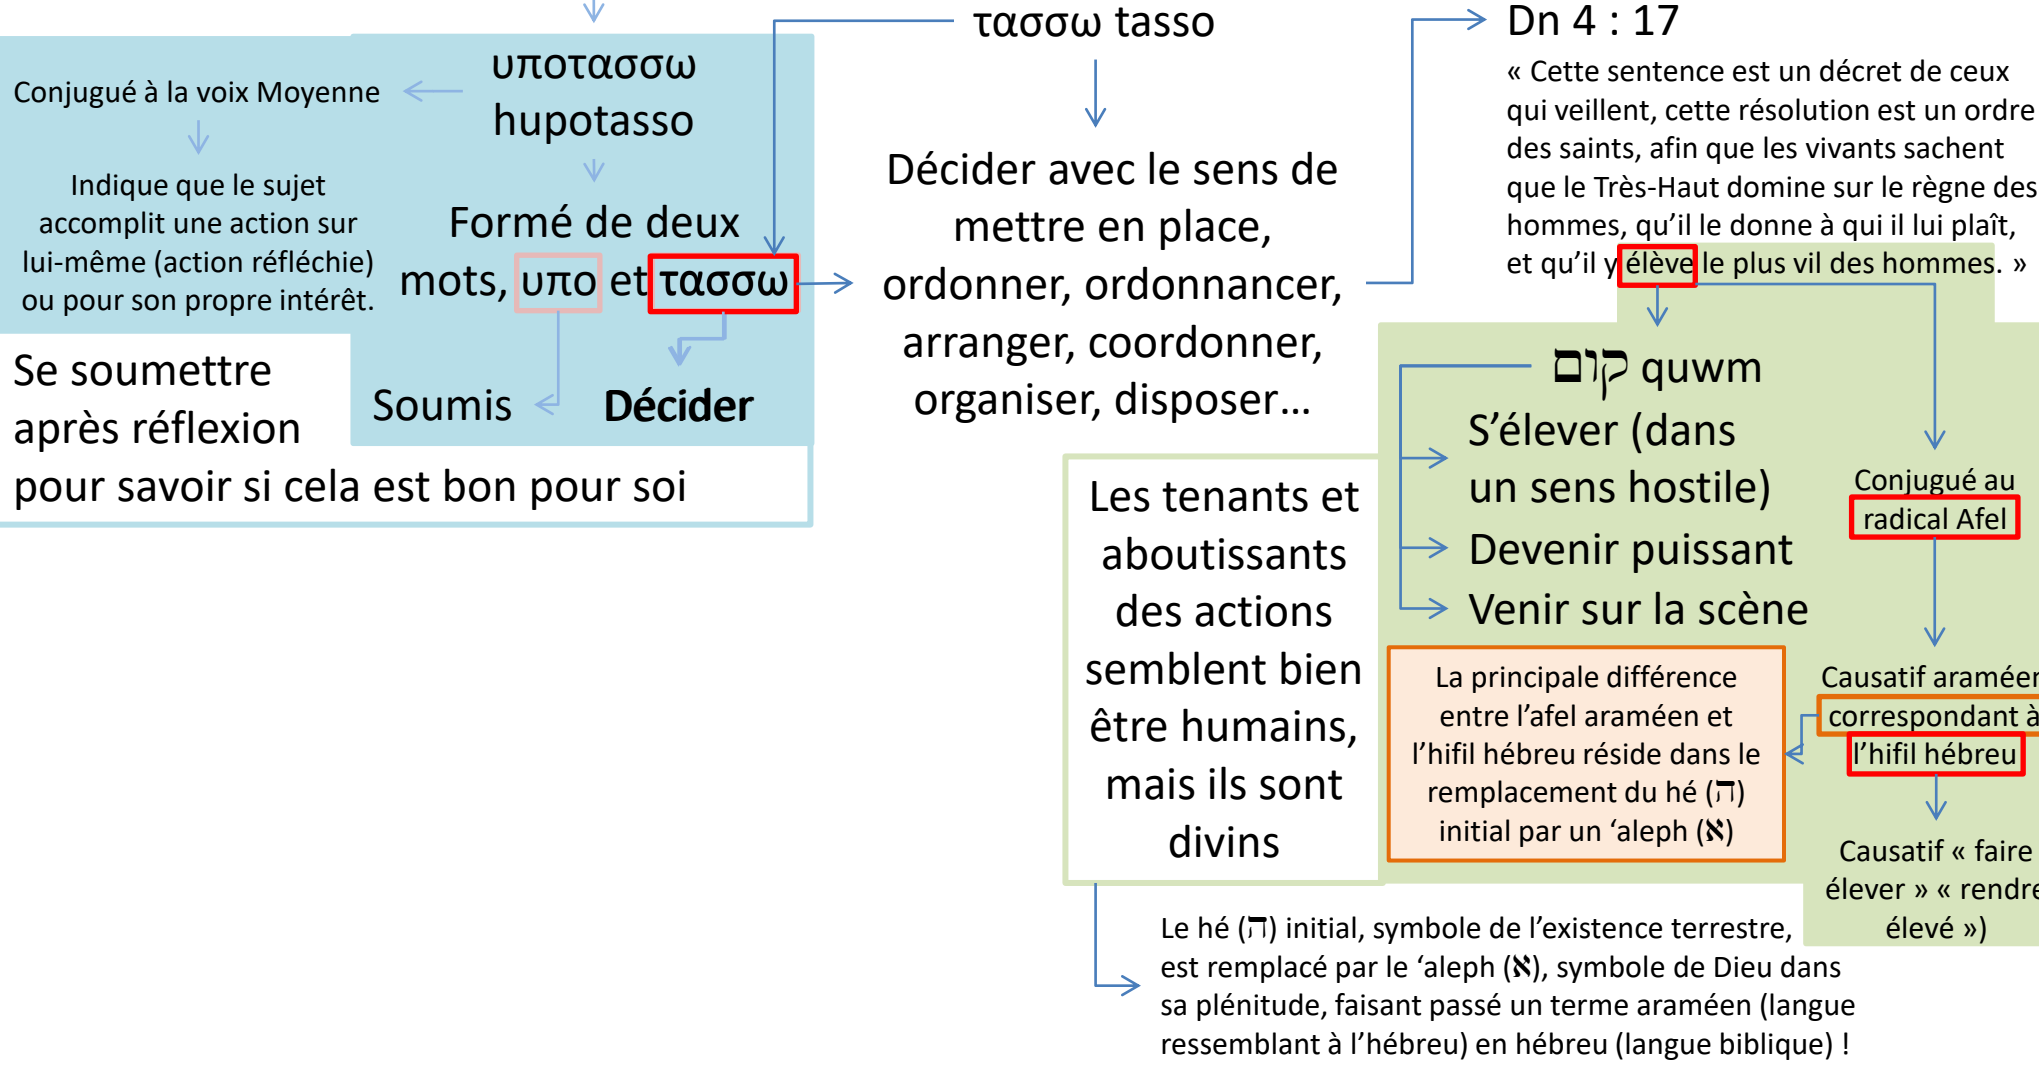 υποτασσω
hupotasso
Conjugué à la voix Moyenne
Indique que le sujet
accomplit une action sur
lui-même (action réfléchie)
ou pour son propre intérêt.
Formé de deux
mots, υπο et τασσω
Soumis
Décider
Se soumettre
après réflexion
pour savoir si cela est bon pour soi
τασσω tasso
Décider avec le sens de
mettre en place,
ordonner, ordonnancer,
arranger, coordonner,
organiser, disposer…
Dn 4 : 17
« Cette sentence est un décret de ceux
qui veillent, cette résolution est un ordre
des saints, afin que les vivants sachent
que le Très-Haut domine sur le règne des
hommes, qu’il le donne à qui il lui plaît,
et qu’il y élève le plus vil des hommes. »
קום quwm
S’élever (dans
un sens hostile)
Devenir puissant
Venir sur la scène
Conjugué au
radical Afel
Causatif araméen
correspondant à
l’hifil hébreu
Causatif « faire
élever » « rendre
élevé »)
La principale différence
entre l’afel araméen et
l’hifil hébreu réside dans le
remplacement du hé (ה)
initial par un ‘aleph (א)
Les tenants et
aboutissants
des actions
semblent bien
être humains,
mais ils sont
divins
Le hé (ה) initial, symbole de l’existence terrestre,
est remplacé par le ‘aleph (א), symbole de Dieu dans
sa plénitude, faisant passé un terme araméen (langue
ressemblant à l’hébreu) en hébreu (langue biblique) !